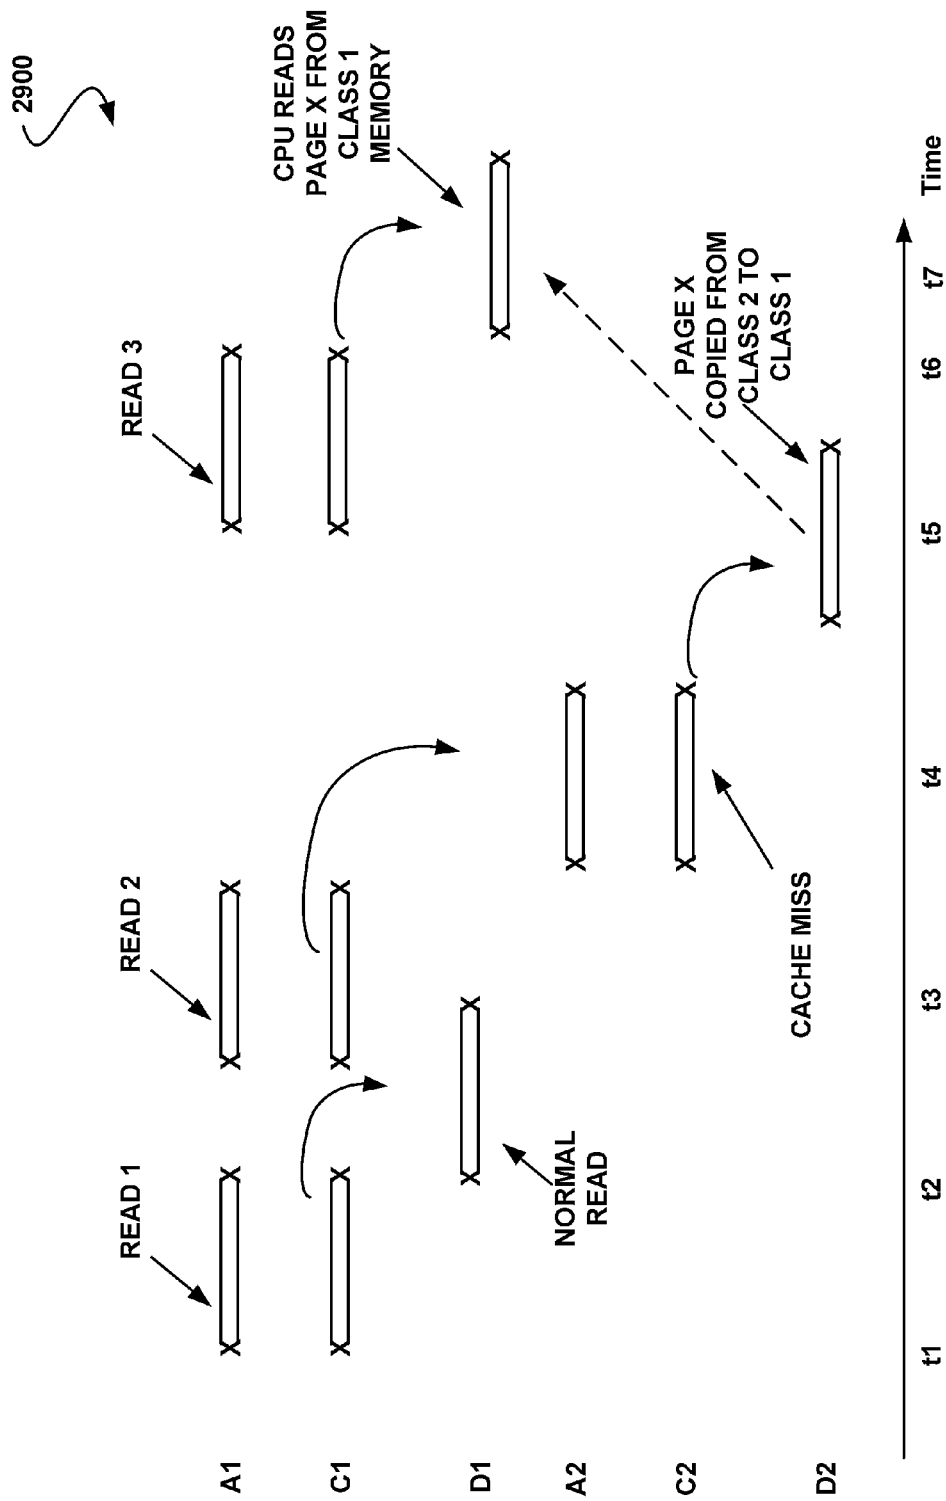 2900
READ 1
READ 2
READ 3
CPU READS
PAGE X FROM
CLASS 1
MEMORY
A1
C1
D1
NORMAL
READ
A2
C2
CACHE MISS
PAGE X
COPIED FROM
CLASS 2 TO
CLASS 1
D2
t1
t2
t3
t4
t5
t6
t7
Time